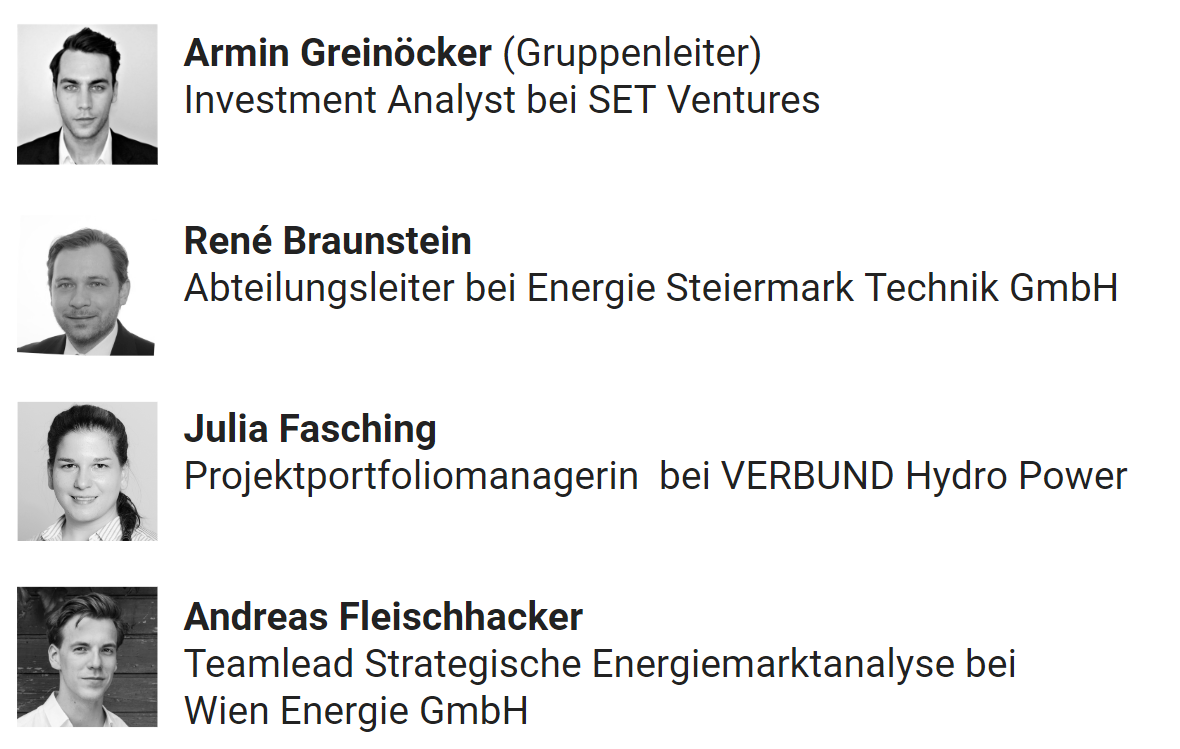 Armin Greinöcker (Gruppenleiter)
Investment Analyst bei SET Ventures
René Braunstein
Abteilungsleiter bei Energie Steiermark Technik GmbH
Julia Fasching
Projektportfoliomanagerin  bei VERBUND Hydro Power
Andreas Fleischhacker
Teamlead Strategische Energiemarktanalyse bei
Wien Energie GmbH